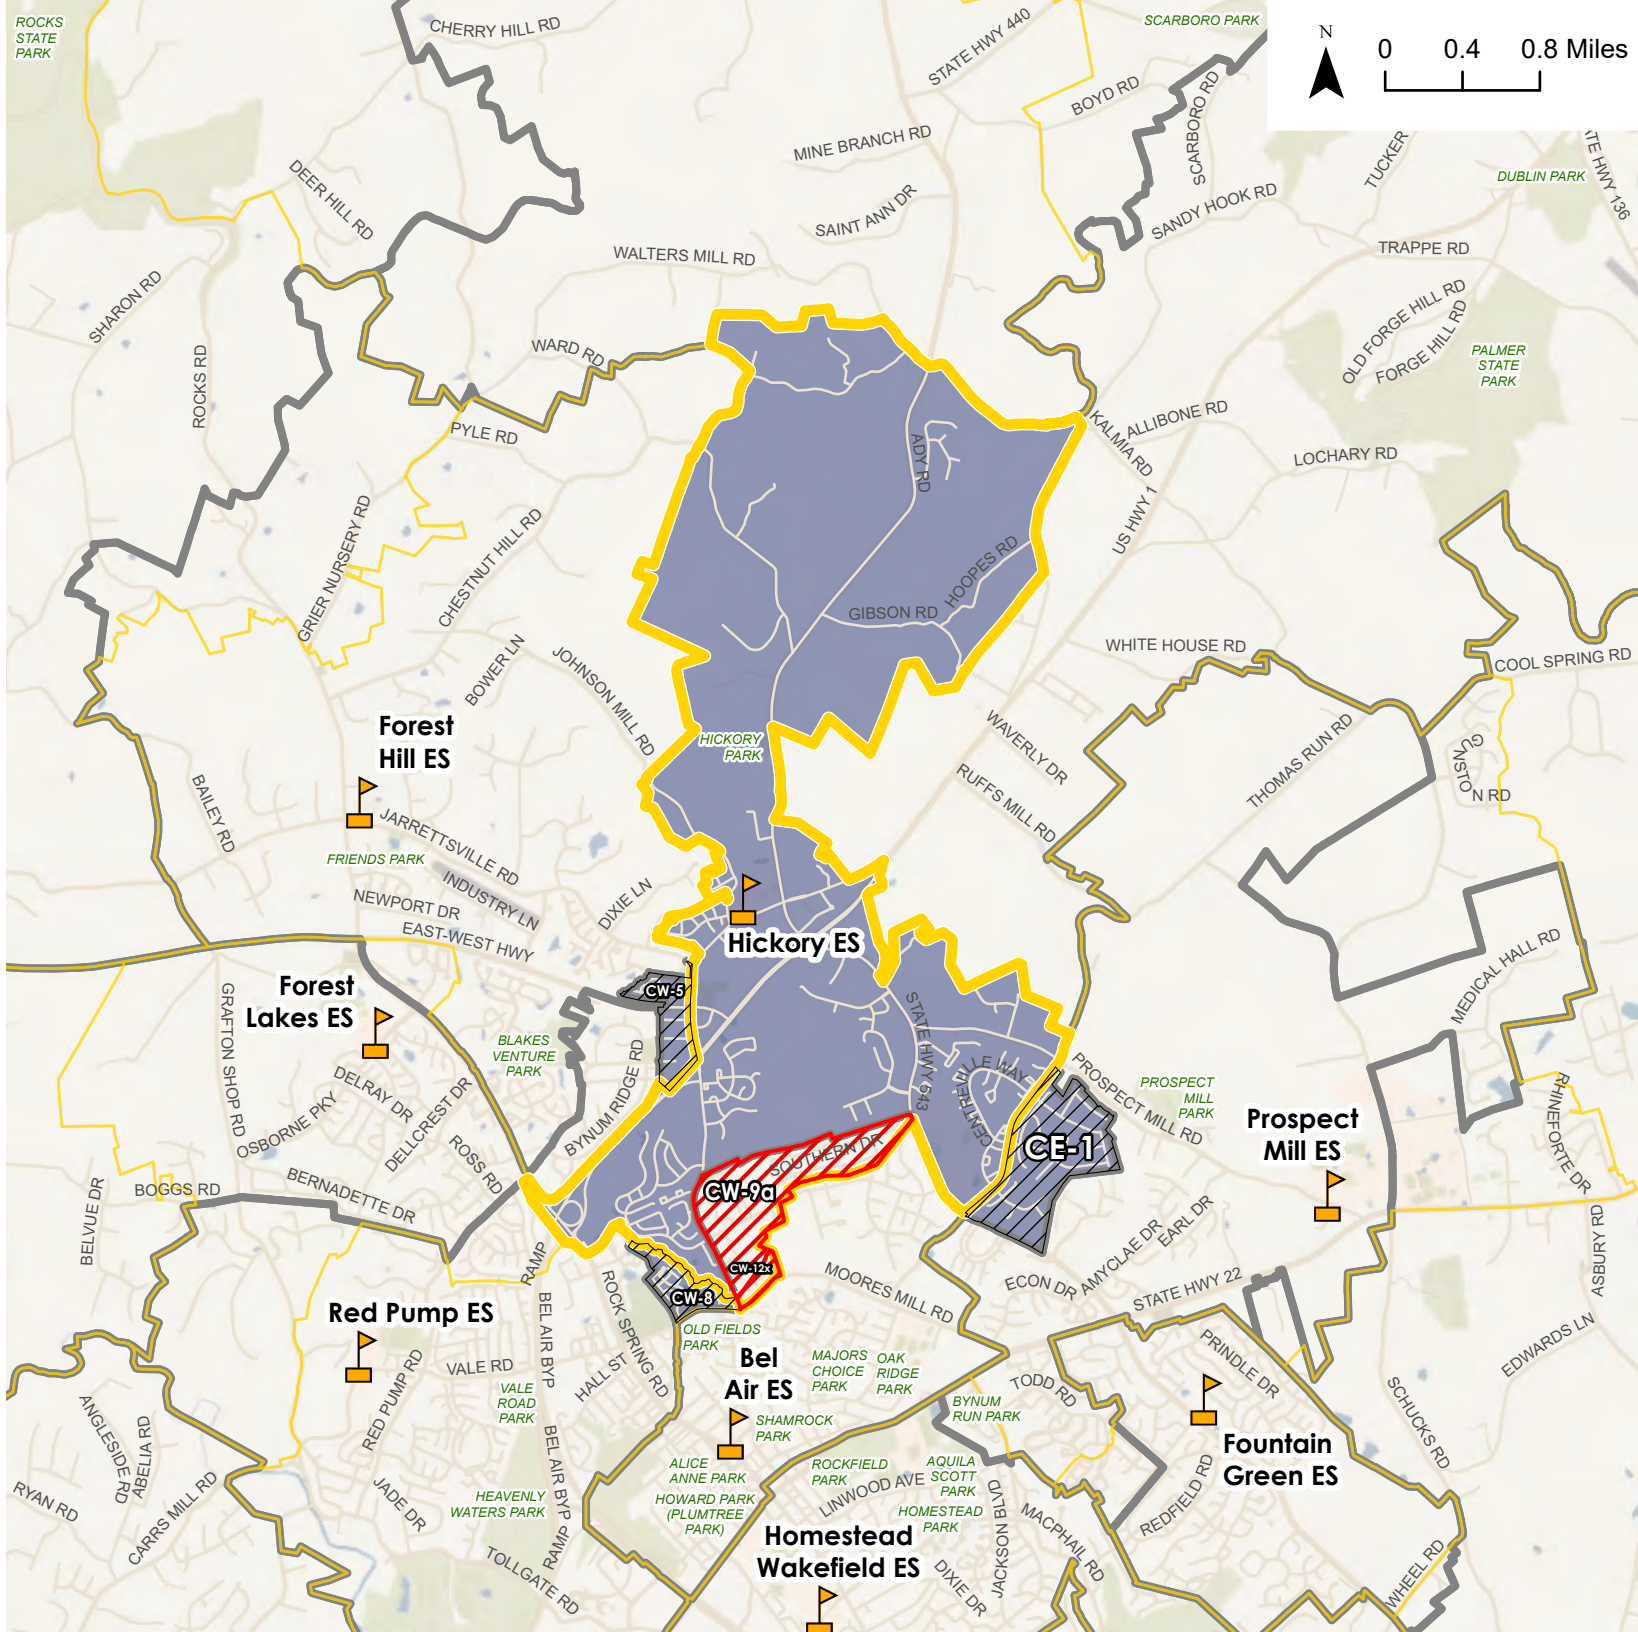 ROCKS
STATE
PARK
CHERRY HILL RD
STATE HWY 440
SCARBORO PARK
N
0 0.4 0.8 Miles
BOYD RD
SCARBORO RD
MINE BRANCH RD
TUCKER
ATE HWY 136
DUBLIN PARK
DEER HILL RD
SAINT ANN DR
SANDY HOOK RD
TRAPPE RD
WALTERS MILL RD
SHARON RD
OLD FORGE HILL RD
FORGE HILL RD
PALMER
STATE
PARK
WARD RD
ROCKS RD
PYLE RD
KALMIA RD
ALLIBONE RD
LOCHARY RD
ADY RD
US HWY 1
GRIER NURSERY RD
CHESTNUT HILL RD
HOOPES RD
GIBSON RD
BOWER LN
JOHNSON MILL RD
WHITE HOUSE RD
COOL SPRING RD
Forest
Hill ES
HICKORY
PARK
WAVERLY DR
THOMAS RUN RD
GUNSTON RD
RUFFS MILL RD
BAILEY RD
JARRETTSVILLE RD
FRIENDS PARK
INDUSTRY LN
DIXIE LN
NEWPORT DR
EAST-WEST HWY
Hickory ES
MEDICAL HALL RD
CW-5
Forest
Lakes ES
GRAFTON SHOP RD
STATE HWY 543
BLAKES
VENTURE
PARK
BYNUM RIDGE RD
CENTREVILLE WAY
PROSPECT MILL RD
PROSPECT
MILL
PARK
DELRAY DR
OSBORNE PKY
DELLCREST DR
ROSS RD
CE-1
Prospect
Mill ES
RHINEFORTE DR
SOUTHERN DR
CW-9a
BELVUE DR
BOGGS RD
BERNADETTE DR
EARL DR
AMYCLAE DR
ASBURY RD
RAMP
CW-12x
CW-8
ECON DR
MOORES MILL RD
STATE HWY 22
Red Pump ES
BEL AIR BYP
ROCK SPRING RD
OLD FIELDS
PARK
EDWARDS LN
PRINDLE DR
Bel
Air ES
MAJORS
CHOICE
PARK
OAK
RIDGE
PARK
VALE RD
HALL ST
VALE
ROAD
PARK
RED PUMP RD
TODD RD
BYNUM
RUN PARK
SCHUCKS RD
ANGLESIDE RD
ABELIA RD
SHAMROCK
PARK
BEL AIR BYP
Fountain
Green ES
ALICE
ANNE PARK
ROCKFIELD
PARK
AQUILA
SCOTT
PARK
RYAN RD
CARRS MILL RD
JADE DR
HEAVENLY
WATERS PARK
HOWARD PARK
(PLUMTREE
PARK)
LINWOOD AVE
HOMESTEAD
PARK
JACKSON BLVD
MACPHAIL RD
REDFIELD RD
RAMP
Homestead
Wakefield ES
TOLLGATE RD
DIXIE DR
WHEEL RD